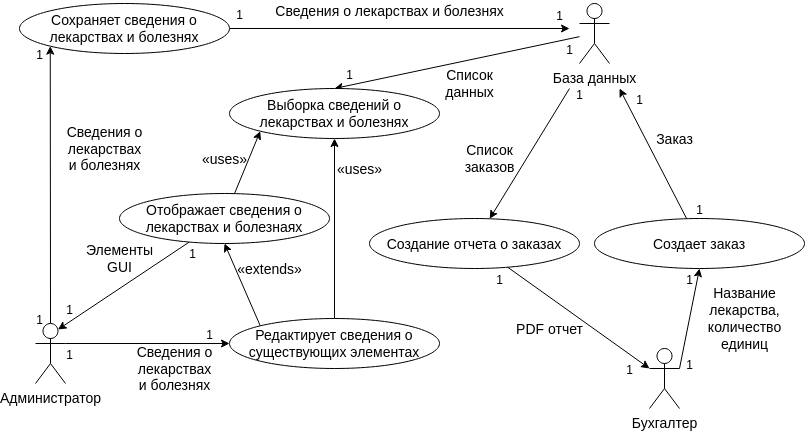 Сохраняет сведения о
лекарствах и болезнях
1
Сведения о лекарствах и болезнях
1
1
1
База данных
1
Список
данных
1
Выборка сведений о
лекарствах и болезнях
1
1
Сведения о
лекарствах
и болезнях
«uses»
«uses»
Список
заказов
Заказ
Отображает сведения о
лекарствах и болезнаях
1
Создание отчета о заказах
Создает заказ
1
Элементы
GUI
1
«extends»
1
1
Название
лекарства,
количество
единиц
1
1
PDF отчет
Редактирует сведения о
существующих элементах
1
1
Сведения о
лекарствах
и болезнях
1
1
Администратор
Бухгалтер